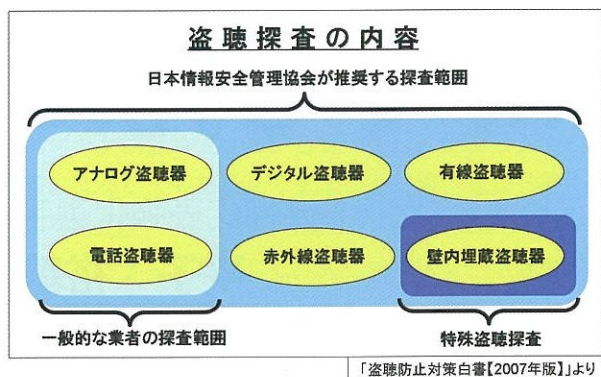 盗聴探査の内容
日本情報安全管理協会が推奨する探査範囲
アナログ盗聴器
デジタル盗聴器
有線盗聴器
電話盗聴器
赤外線盗聴器
壁内埋蔵盗聴器
一般的な業者の探査範囲
特殊盗聴探査
「盗聴防止対策白書【2007年版】」より